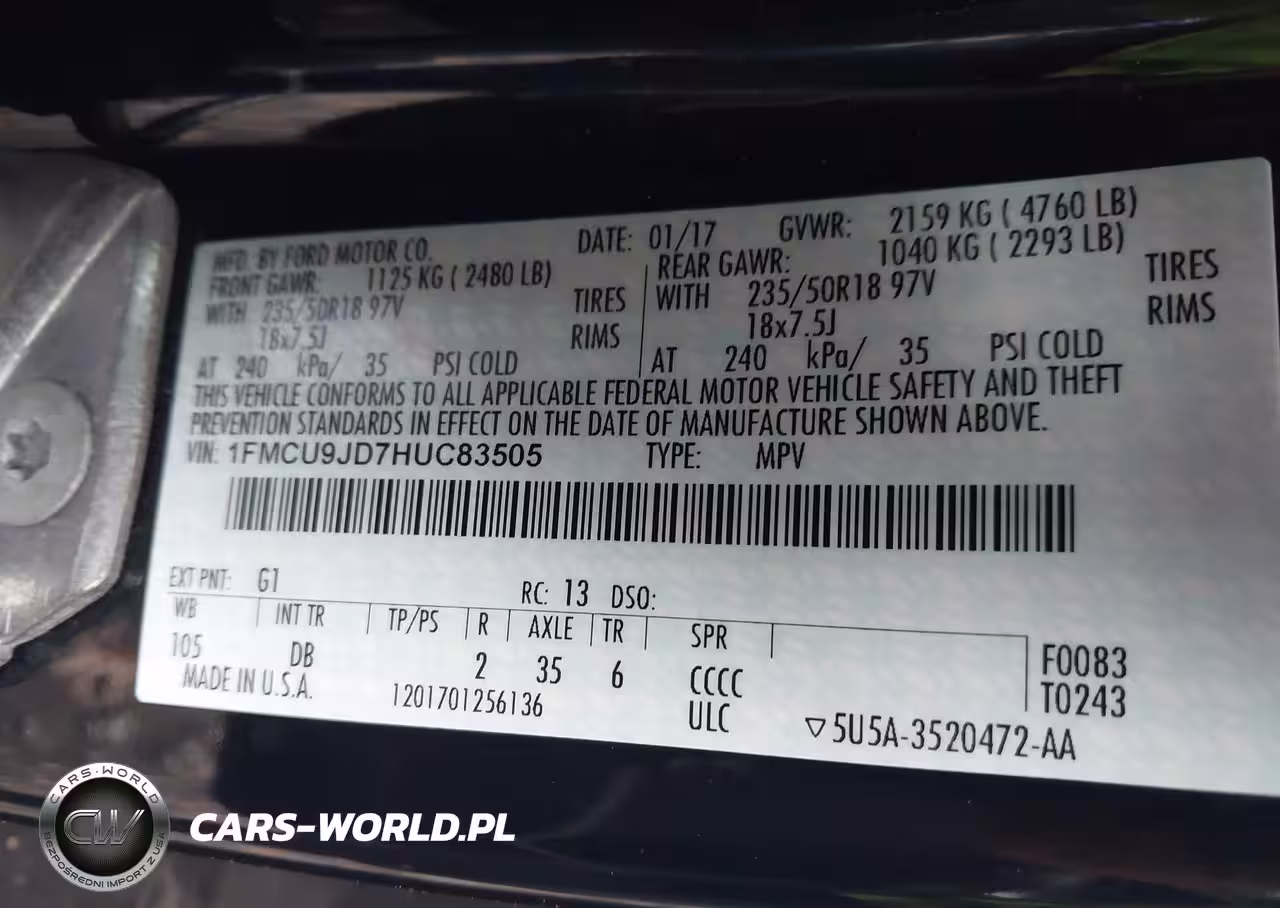 MFD. BY FORD MOTOR CO. DATE: 01/17 GVWR: 2159 KG ( 4760 LB)
FRONT GAWR: 1125 KG ( 2480 LB) REAR GAWR: 1040 KG ( 2293 LB)
WITH 235/50R18 97V TIRES WITH 235/50R18 97V TIRES
18x7.5J RIMS 18x7.5J RIMS
AT 240 kPa/ 35 PSI COLD AT 240 kPa/ 35 PSI COLD
THIS VEHICLE CONFORMS TO ALL APPLICABLE FEDERAL MOTOR VEHICLE SAFETY AND THEFT
PREVENTION STANDARDS IN EFFECT ON THE DATE OF MANUFACTURE SHOWN ABOVE.
VIN: 1FMCU9JD7HUC83505 TYPE: MPV
EXT PNT: G1 RC: 13 DSO:
WB INT TR TP/PS R AXLE TR SPR
105 DB 2 35 6 CCCC F0083
MADE IN U.S.A. 1201701256136 ULC T0243
▽5U5A-3520472-AA
CARS-WORLD
CW
BEZPOŚREDNI IMPORT Z USA
CARS-WORLD.PL